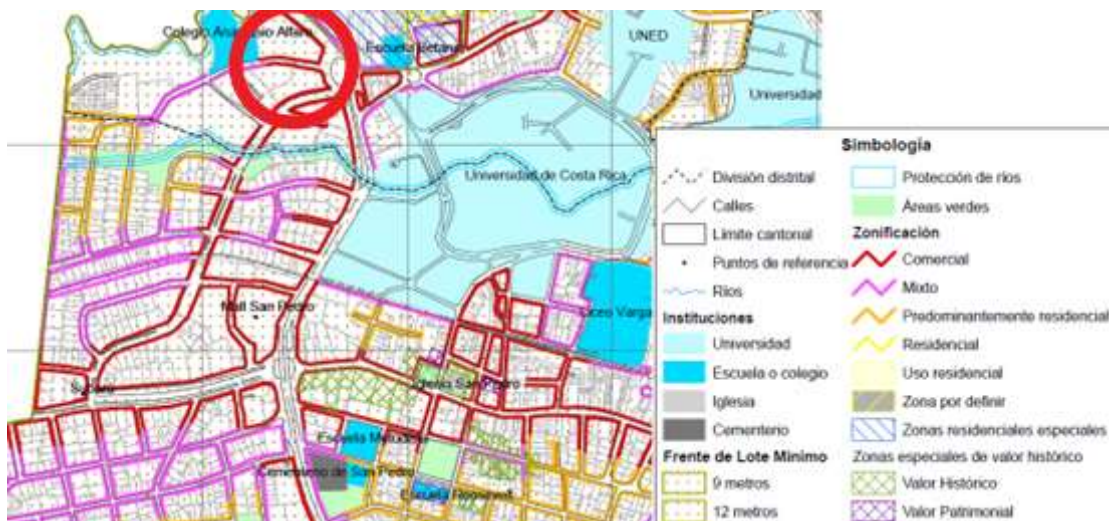 Colegio Anastasio Alfaro
Escuela Betania
UNED
Universidad
Universidad de Costa Rica
Mall San Pedro
Liceo Varga
Iglesia San Pedro
Cementerio de San Pedro
Escuela Roosevelt
Simbología
División distrital
Calles
Límite cantonal
Puntos de referencia
Ríos
Instituciones
Universidad
Escuela o colegio
Iglesia
Cementerio
Frente de Lote Mínimo
9 metros
12 metros
Protección de ríos
Áreas verdes
Zonificación
Comercial
Mixto
Predominantemente residencial
Residencial
Uso residencial
Zona por definir
Zonas residenciales especiales
Zonas especiales de valor histórico
Valor Histórico
Valor Patrimonial